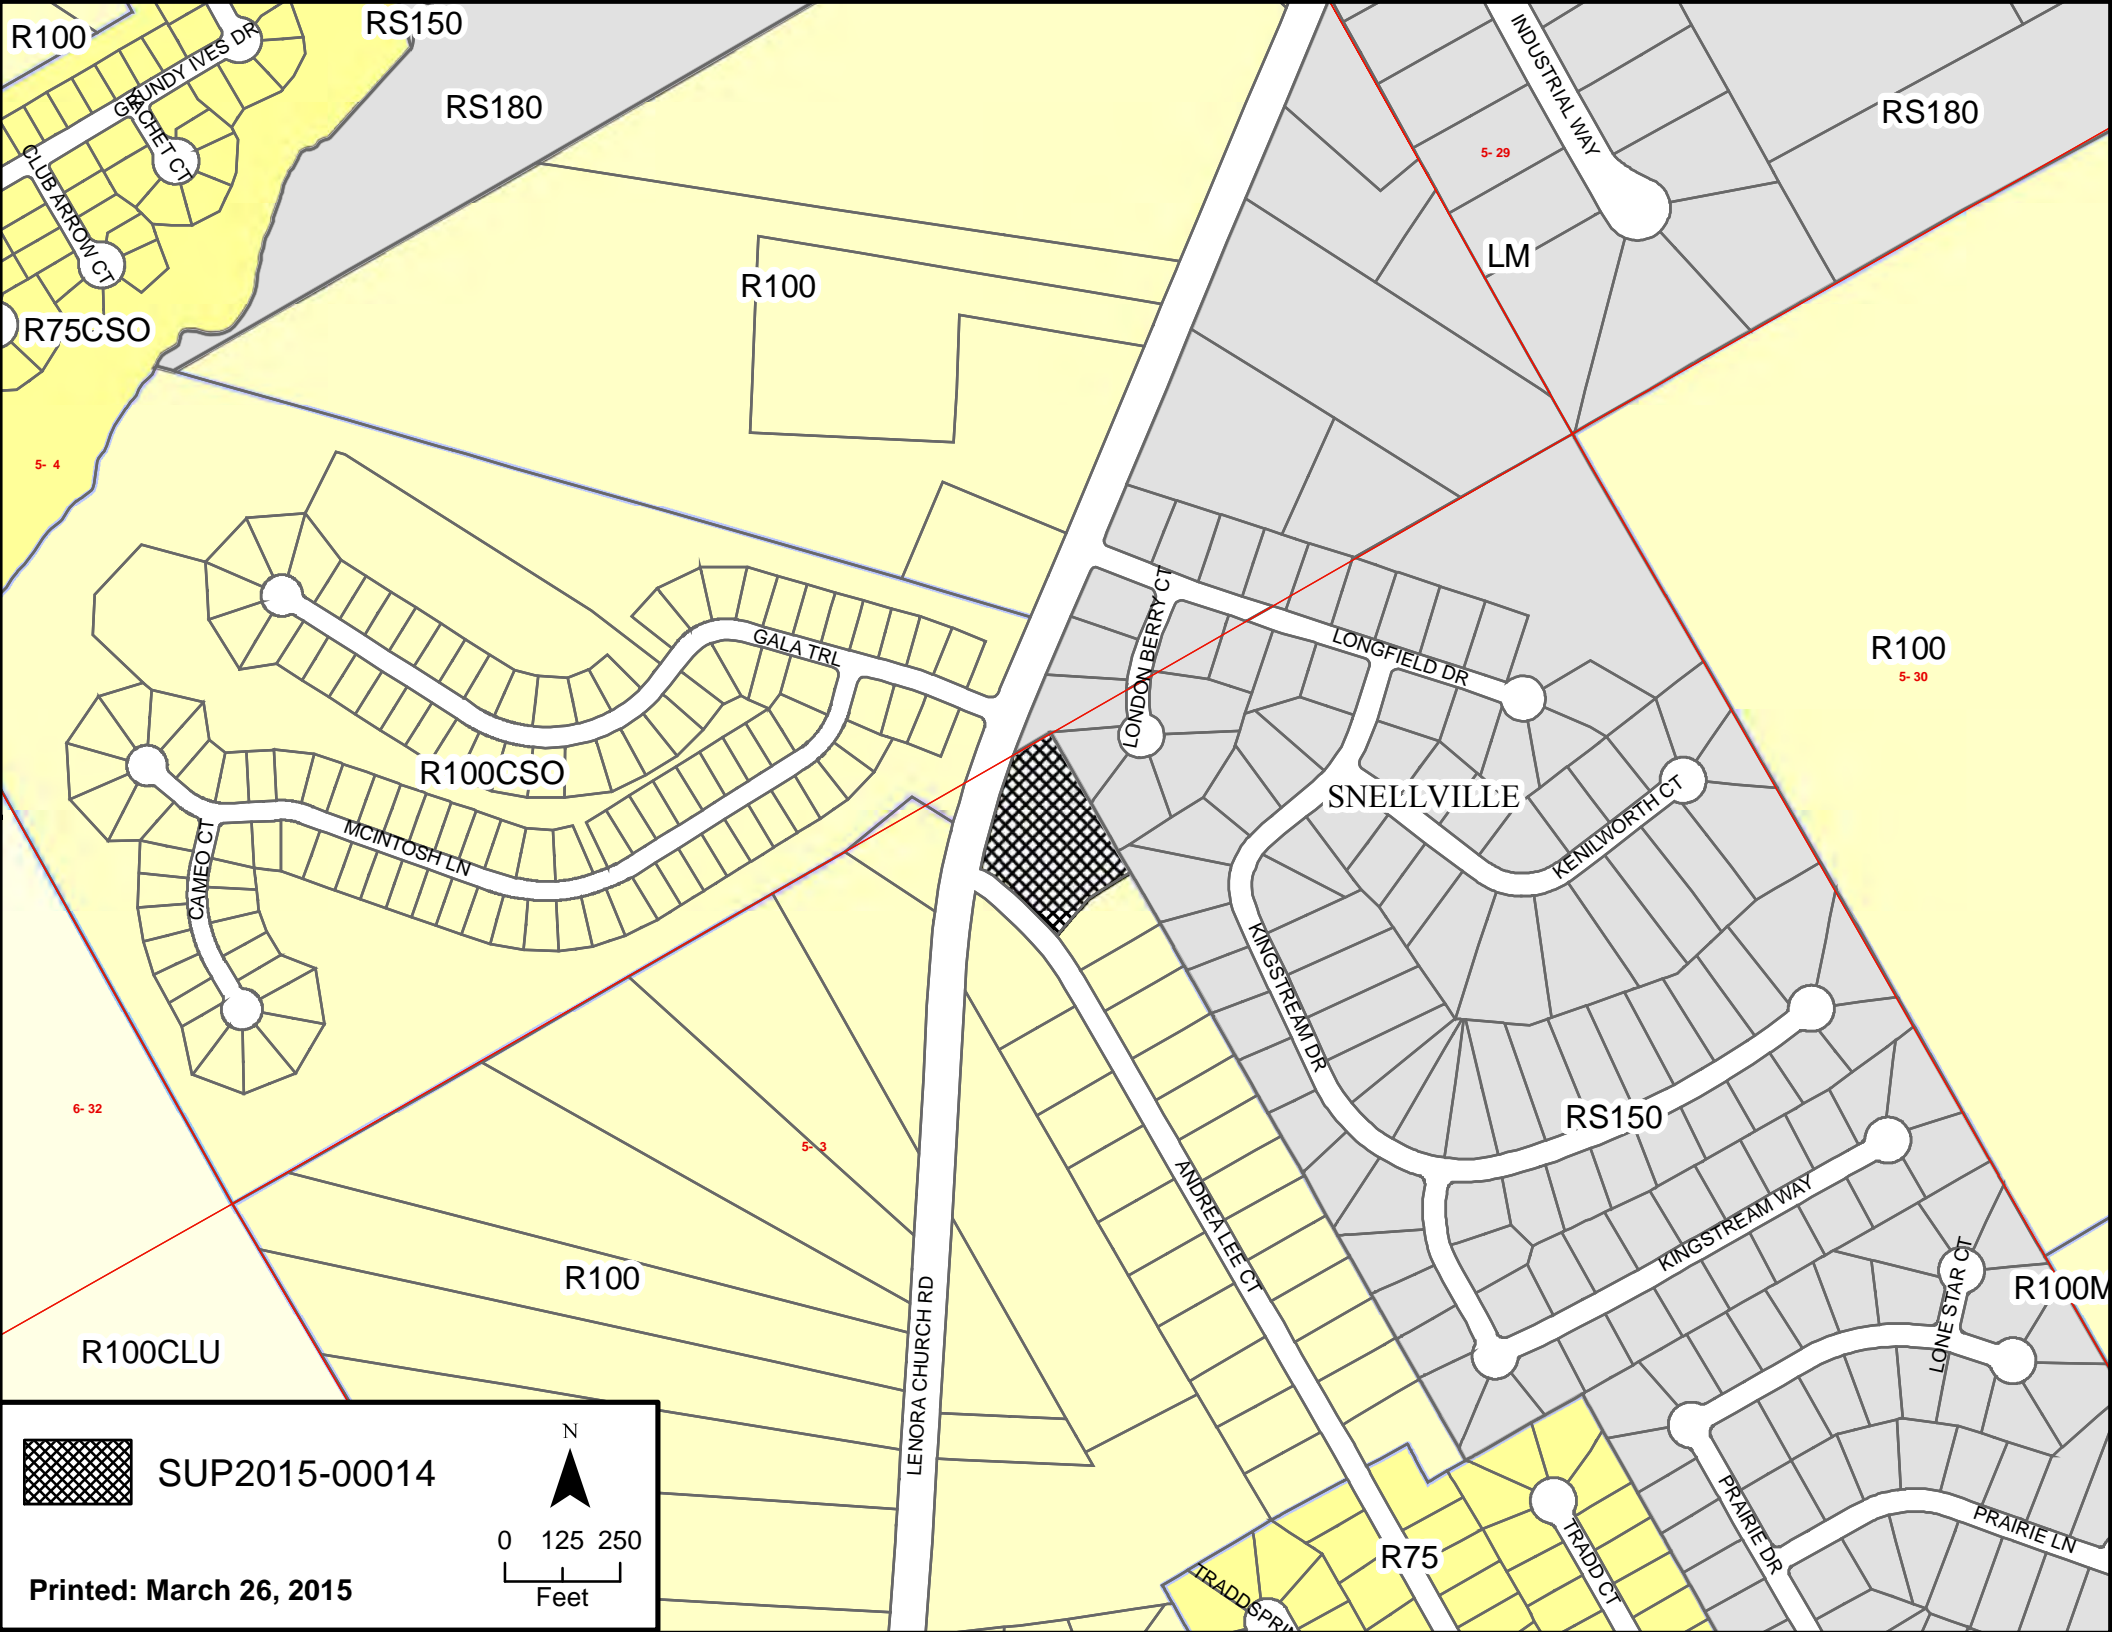 R100
RS150
GRUNDY IVES DR
RS180
INDUSTRIAL WAY
RS180
CACHET CT
5- 29
CLUB ARROW CT
LM
R100
R75CSO
5- 4
LONDON BERRY CT
GALA TRL
LONGFIELD DR
R100
5- 30
R100CSO
SNELLVILLE
MCINTOSH LN
CAMEO CT
KENILWORTH CT
KINGSTREAM DR
6- 32
5- 3
RS150
ANDREA LEE CT
KINGSTREAM WAY
R100
LENORA CHURCH RD
LONE STAR CT
R100M
R100CLU
SUP2015-00014
N
0 125 250
Feet
Printed: March 26, 2015
PRAIRIE DR
PRAIRIE LN
R75
TRADD CT
TRADDSPRI